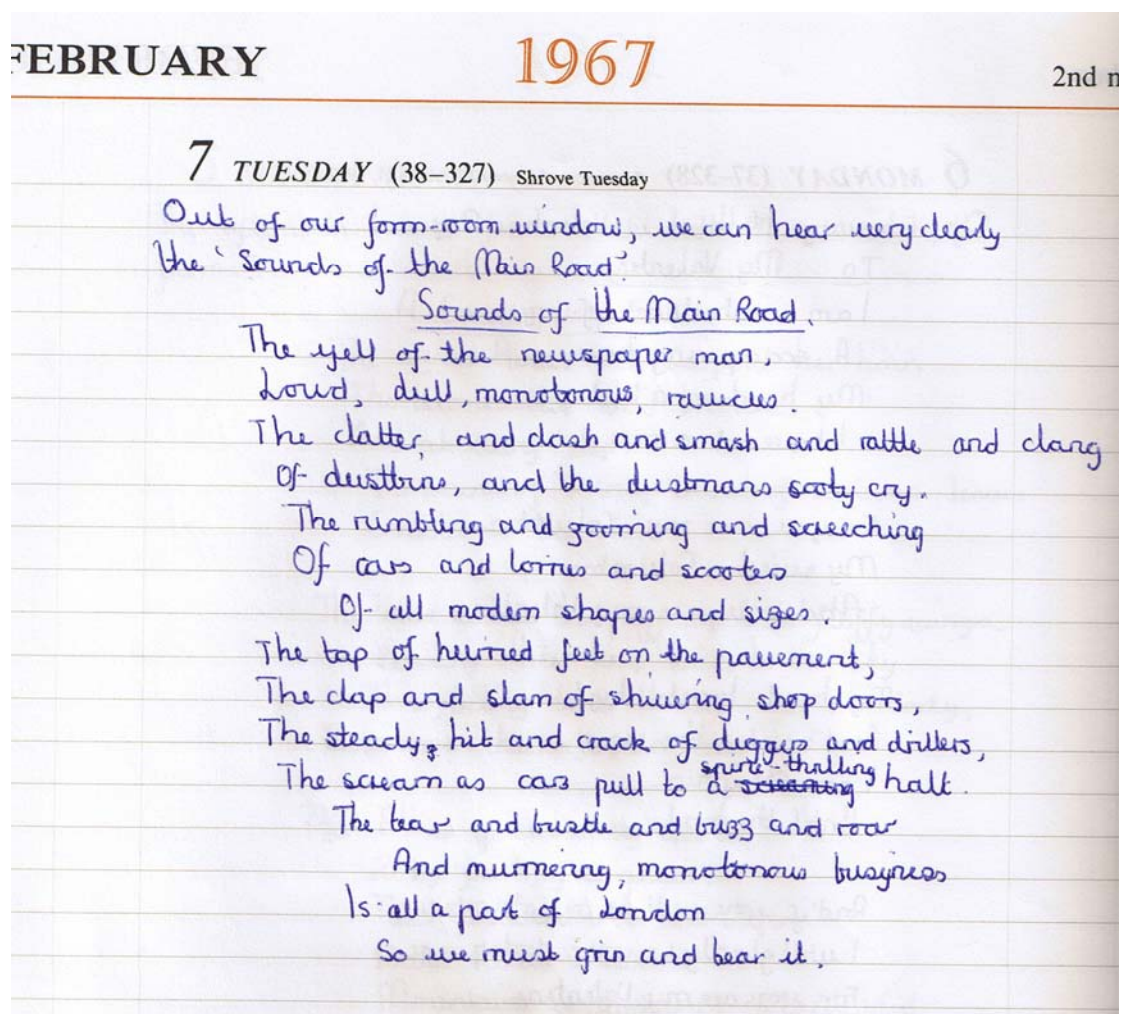 FEBRUARY 1967 2nd m
7 TUESDAY (38–327) Shrove Tuesday
Out of our form-room window, we can hear very clearly
the 'Sounds of the Main Road'.
Sounds of the Main Road.
The yell of the newspaper man,
Loud, dull, monotonous, raucus.
The clatter, and clash and smash and rattle and clang
Of dustbins, and the dustmans sooty cry.
The rumbling and zooming and screeching
Of cars and lorries and scooters
Of all modern shapes and sizes.
The tap of hurried feet on the pavement,
The clap and slam of shivering shop doors,
The steady, hit and crack of diggers and drillers,
The scream as cars pull to a screaming spine-thrilling halt.
The tear and bustle and buzz and roar
And murmering, monotonous busyness
Is all a part of London
So we must grin and bear it.